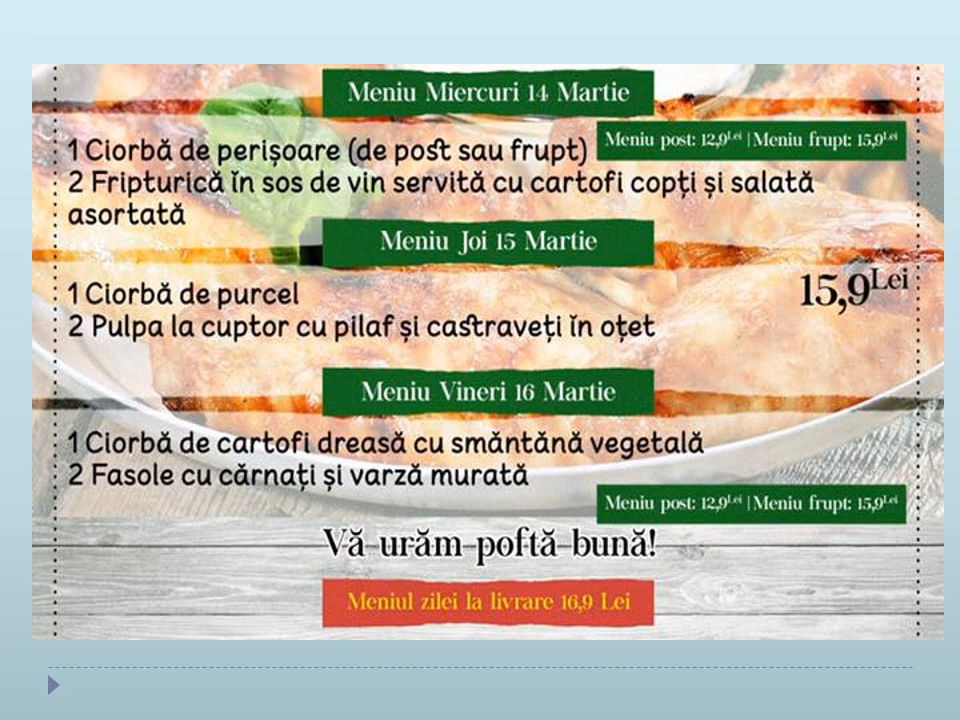 Meniu Miercuri 14 Martie
Meniu post: 12,9Lei | Meniu frupt: 15,9Lei
1 Ciorbă de perișoare (de post sau frupt)
2 Fripturică în sos de vin servită cu cartofi copți și salată
asortată
Meniu Joi 15 Martie
15,9Lei
1 Ciorbă de purcel
2 Pulpa la cuptor cu pilaf și castraveți în oțet
Meniu Vineri 16 Martie
1 Ciorbă de cartofi dreasă cu smântână vegetală
2 Fasole cu cârnați și varză murată
Meniu post: 12,9Lei | Meniu frupt: 15,9Lei
Vă urăm poftă bună!
Meniul zilei la livrare 16,9 Lei